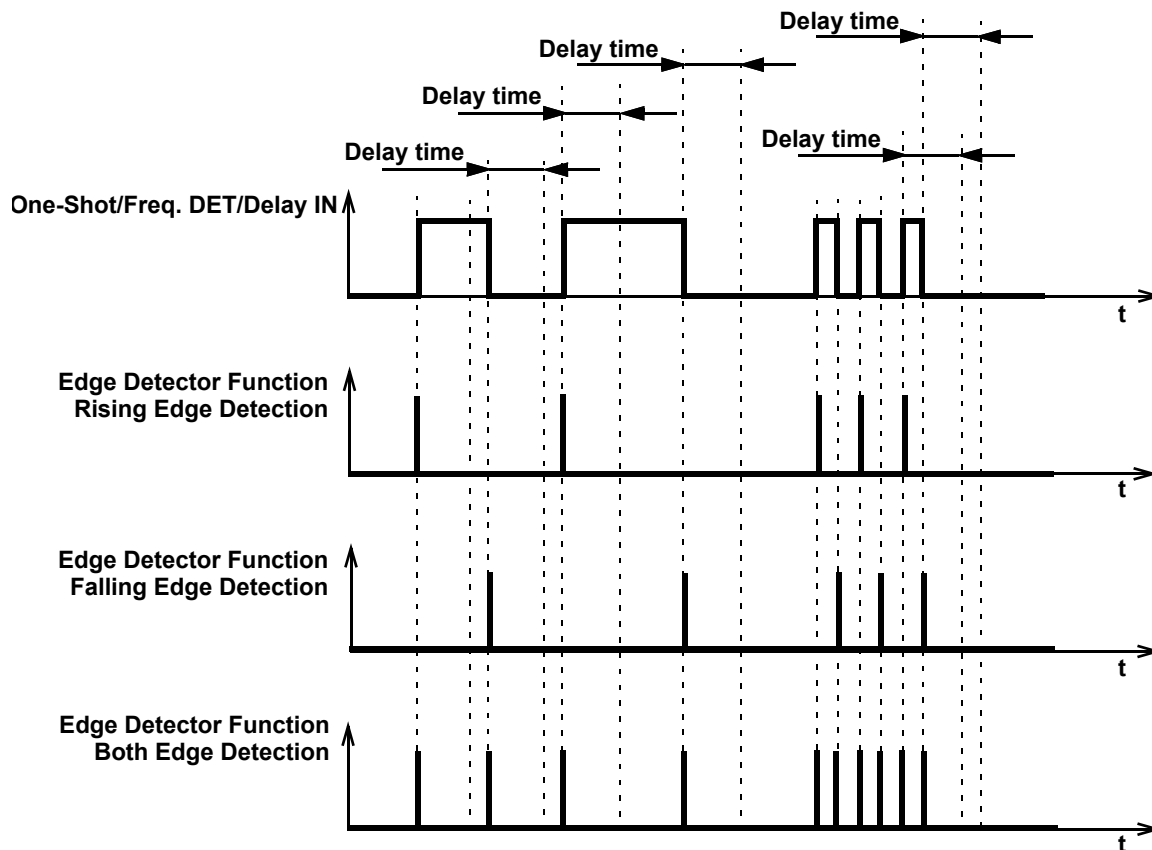 Delay time
Delay time
Delay time
Delay time
Delay time
One-Shot/Freq. DET/Delay IN
t
Edge Detector Function
Rising Edge Detection
t
Edge Detector Function
Falling Edge Detection
t
Edge Detector Function
Both Edge Detection
t